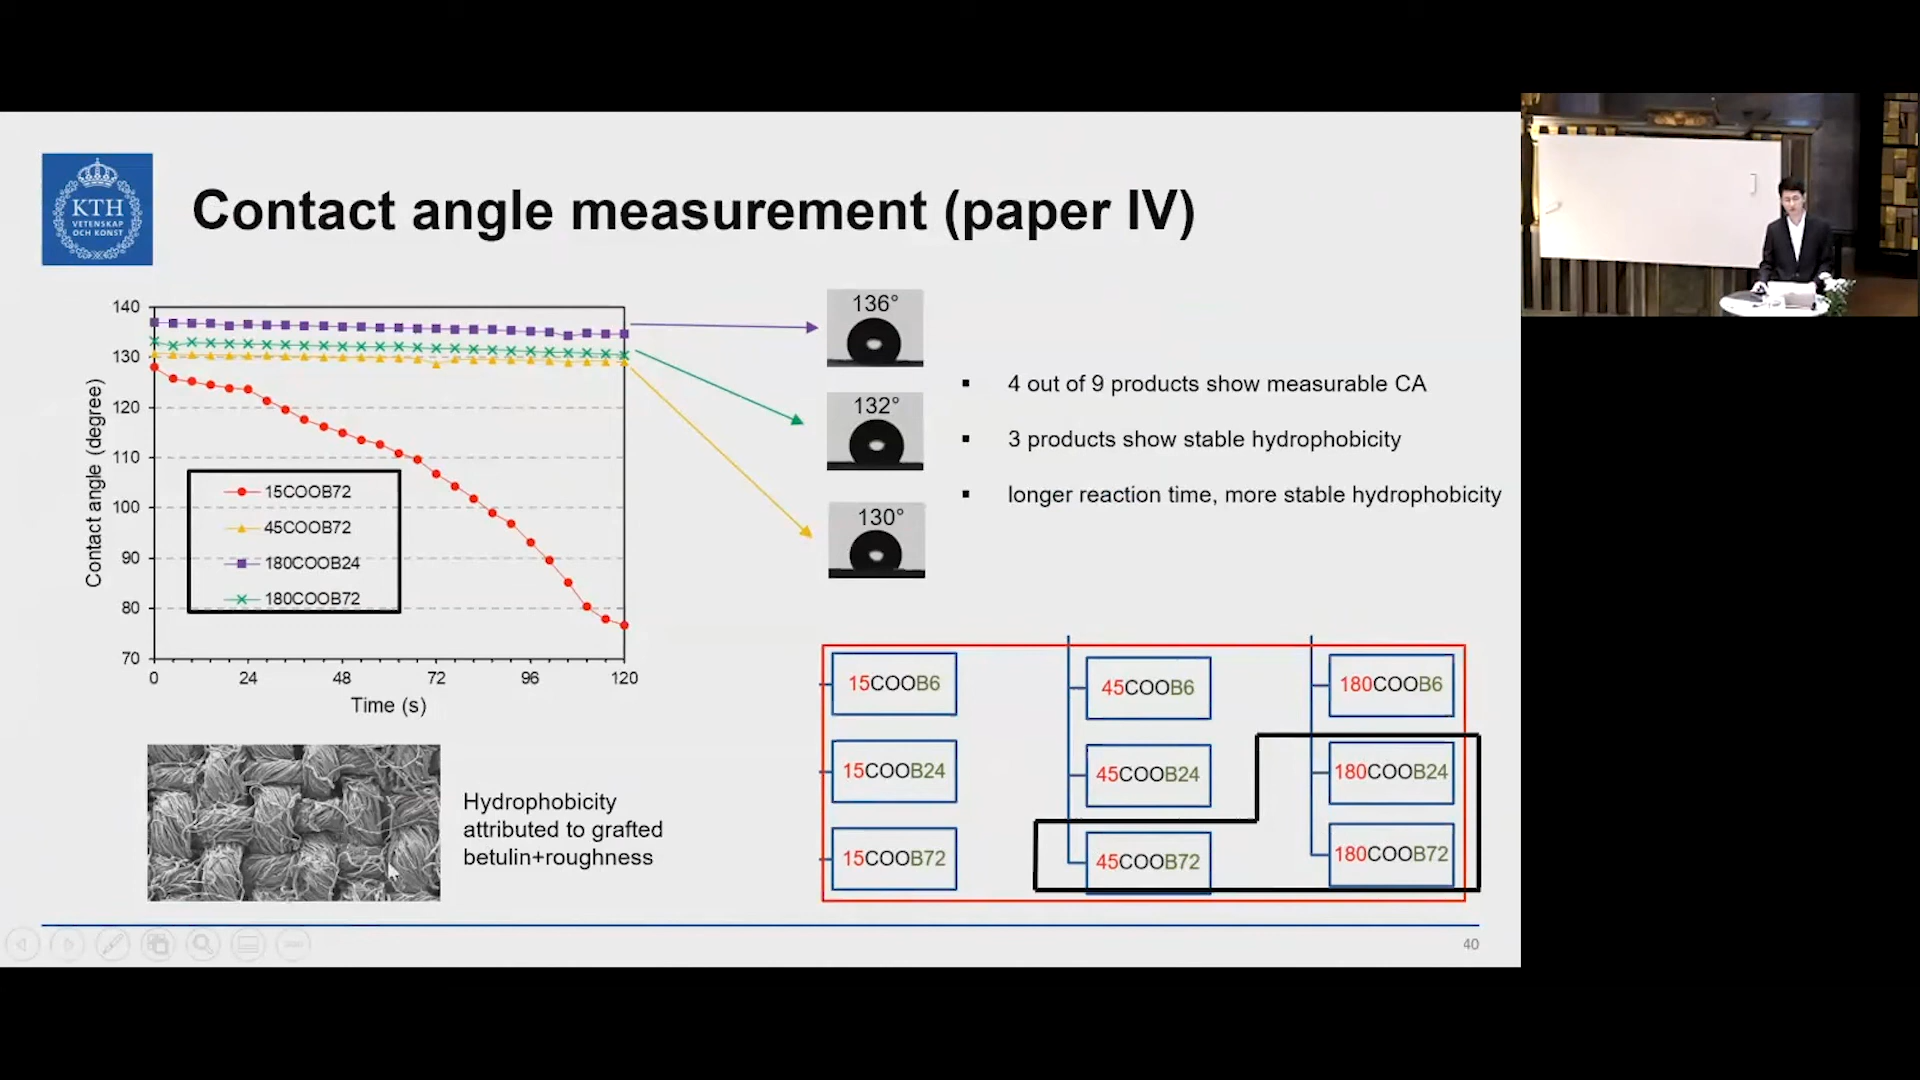 KTH
VETENSKAP
OCH KONST
Contact angle measurement (paper IV)
Contact angle (degree)
140
130
120
110
100
90
80
70
0 24 48 72 96 120
Time (s)
15COOB72
45COOB72
180COOB24
180COOB72
136°
132°
130°
▪ 4 out of 9 products show measurable CA
▪ 3 products show stable hydrophobicity
▪ longer reaction time, more stable hydrophobicity
Hydrophobicity
attributed to grafted
betulin+roughness
15COOB6
15COOB24
15COOB72
45COOB6
45COOB24
45COOB72
180COOB6
180COOB24
180COOB72
40